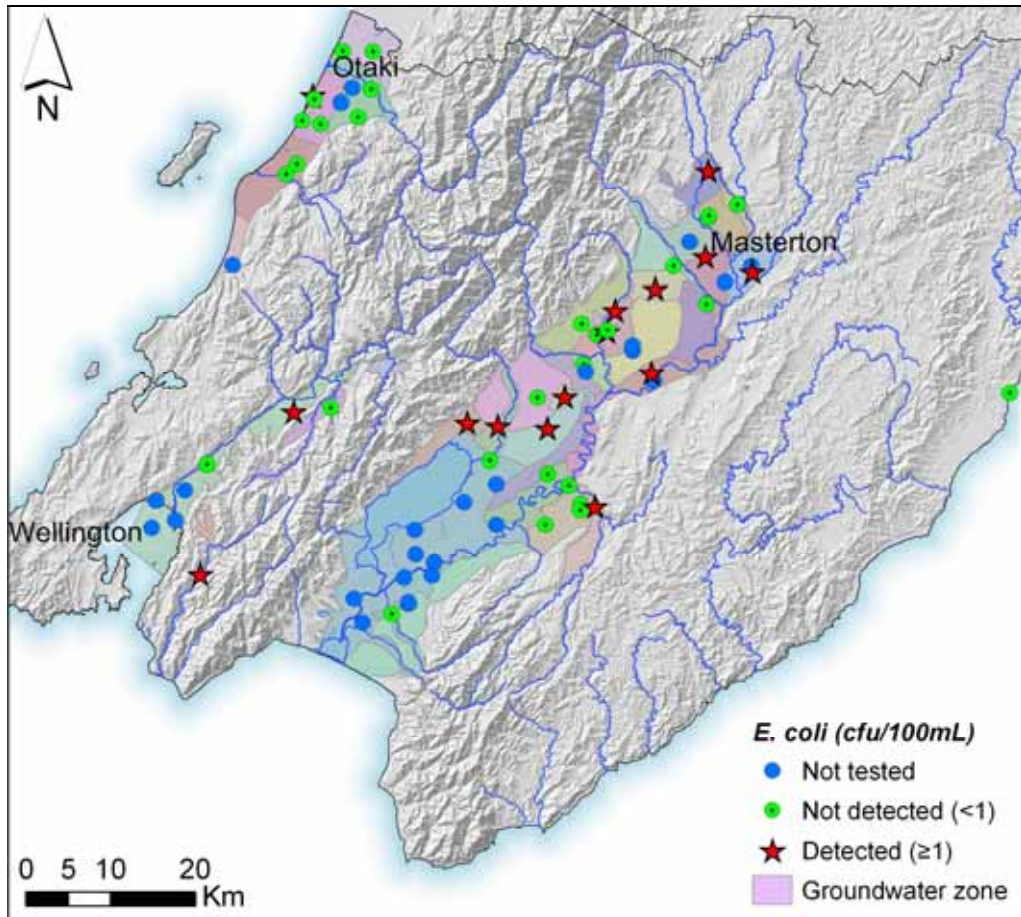 N
Otaki
Masterton
Wellington
E. coli (cfu/100mL)
Not tested
Not detected (<1)
Detected (≥1)
Groundwater zone
0 5 10 20
Km